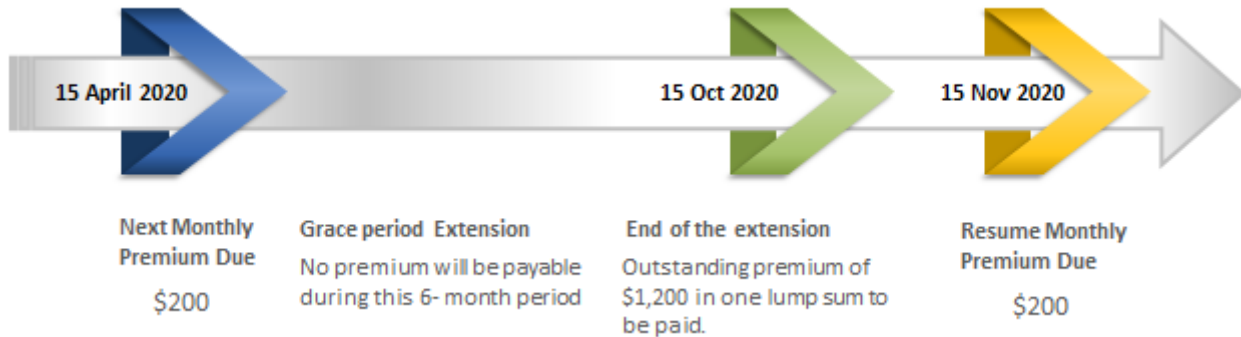 15 April 2020
15 Oct 2020
15 Nov 2020
Next Monthly
Premium Due
$200
Grace period Extension
No premium will be payable
during this 6- month period
End of the extension
Outstanding premium of
$1,200 in one lump sum to
be paid.
Resume Monthly
Premium Due
$200